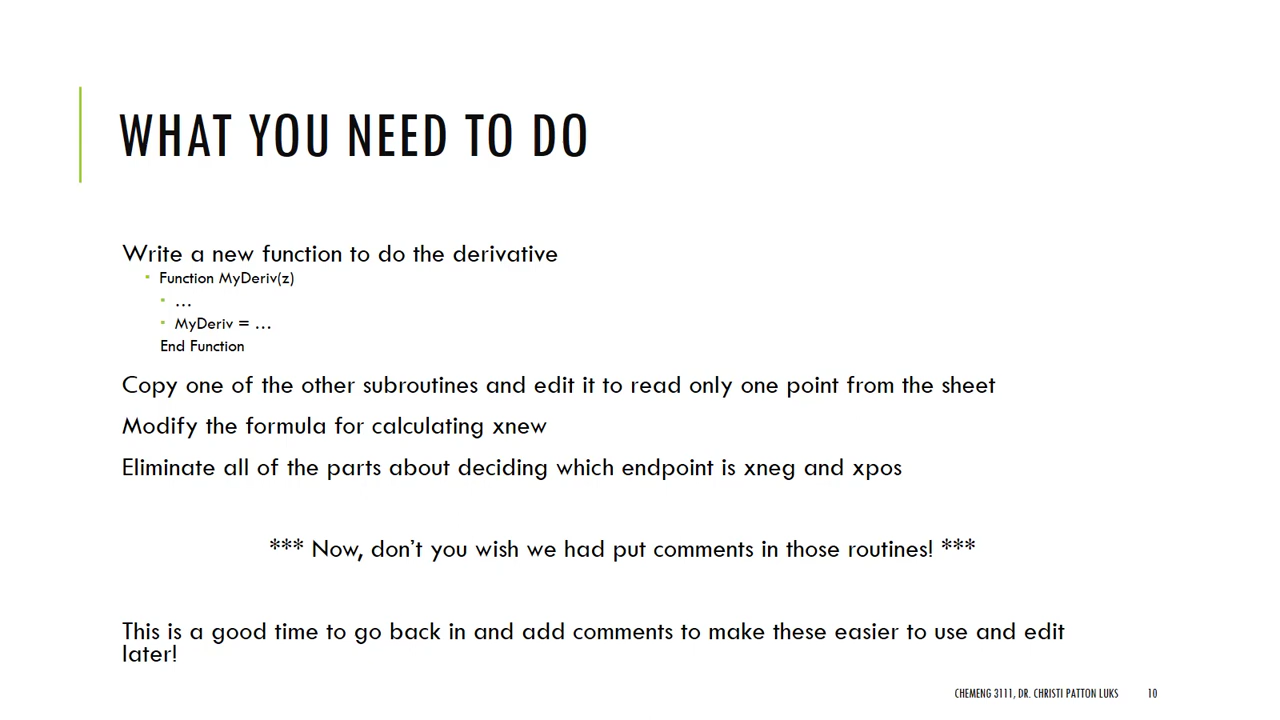 WHAT YOU NEED TO DO
Write a new function to do the derivative
Function MyDeriv(z)
...
MyDeriv = ...
End Function
Copy one of the other subroutines and edit it to read only one point from the sheet
Modify the formula for calculating xnew
Eliminate all of the parts about deciding which endpoint is xneg and xpos
*** Now, don't you wish we had put comments in those routines! ***
This is a good time to go back in and add comments to make these easier to use and edit
later!
CHEMENG 3111, DR. CHRISTI PATTON LUKS 10